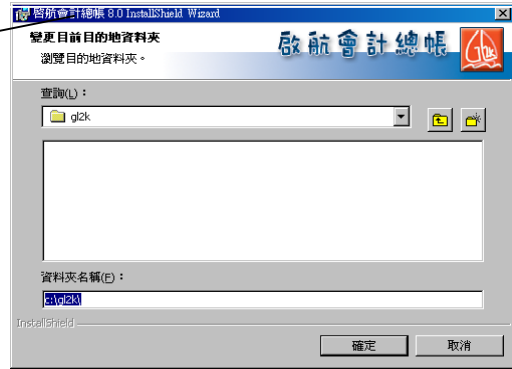 啓航會計總帳 8.0 InstallShield Wizard
變更目前目的地資料夾
瀏覽目的地資料夾。
啟航會計總帳
查詢(L):
gl2k
資料夾名稱(F):
c:\gl2k\
InstallShield
確定
取消